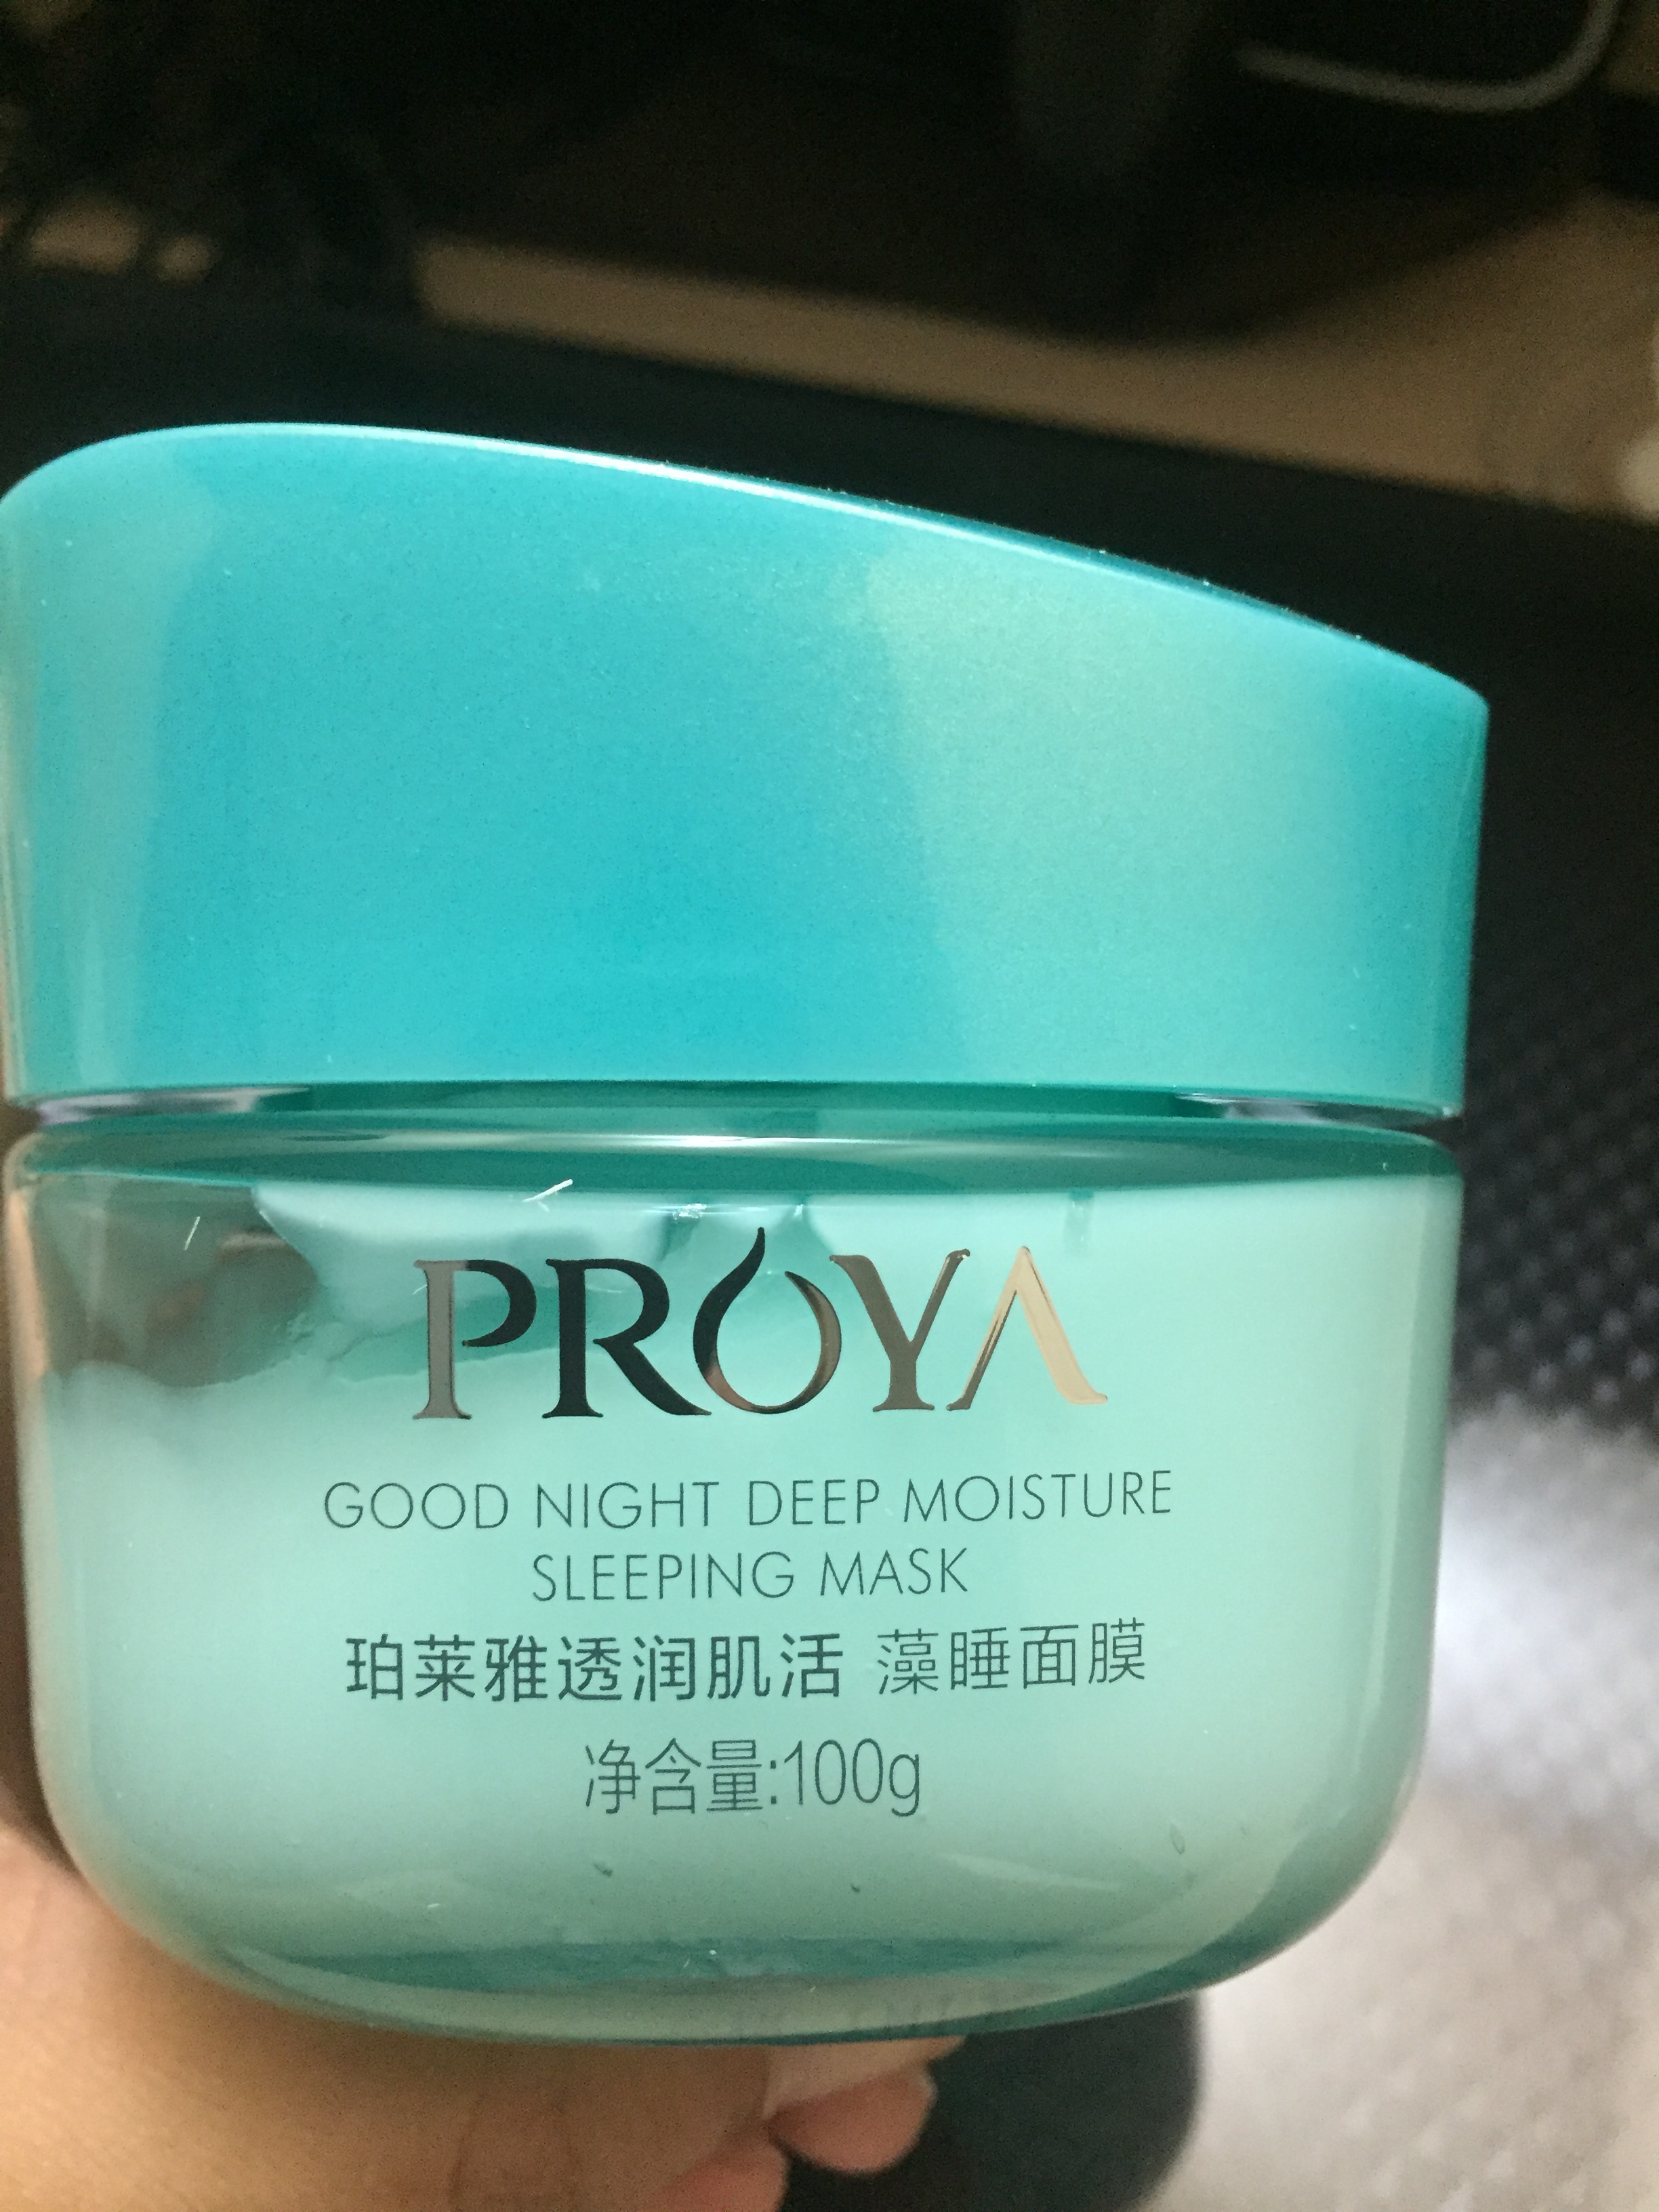 PROYA
GOOD NIGHT DEEP MOISTURE
SLEEPING MASK
珀莱雅透润肌活 藻睡面膜
净含量:100g